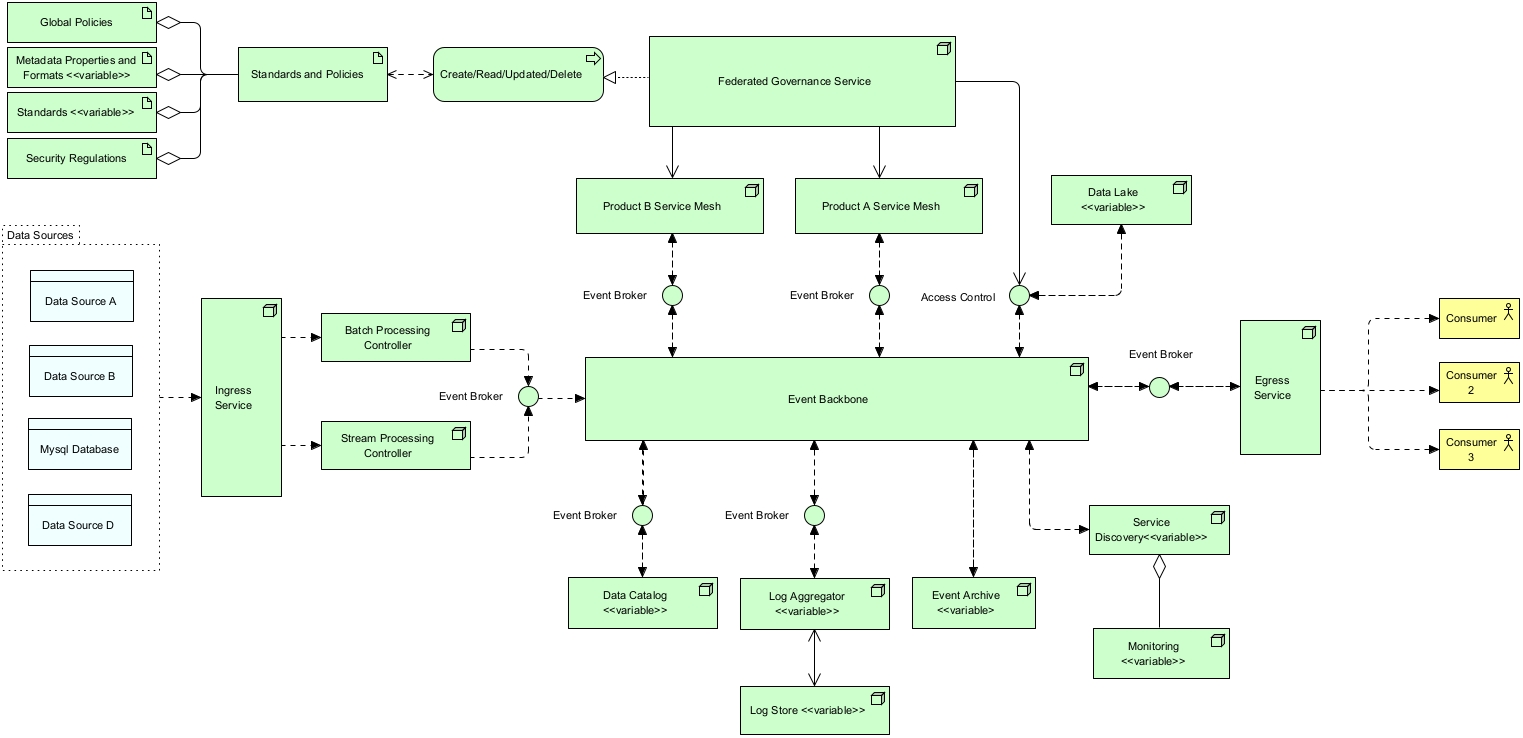 Global Policies
Metadata Properties and
Formats <<variable>>
Standards <<variable>>
Security Regulations
Standards and Policies
Create/Read/Updated/Delete
Federated Governance Service
Product B Service Mesh
Product A Service Mesh
Data Lake
<<variable>>
Data Sources
Data Source A
Data Source B
Mysql Database
Data Source D
Ingress
Service
Batch Processing
Controller
Stream Processing
Controller
Event Broker
Event Broker
Event Broker
Access Control
Event Backbone
Event Broker
Egress
Service
Consumer
Consumer
2
Consumer
3
Event Broker
Event Broker
Data Catalog
<<variable>>
Log Aggregator
<<variable>>
Event Archive
<<variable>
Service
Discovery<<variable>>
Monitoring
<<variable>>
Log Store <<variable>>